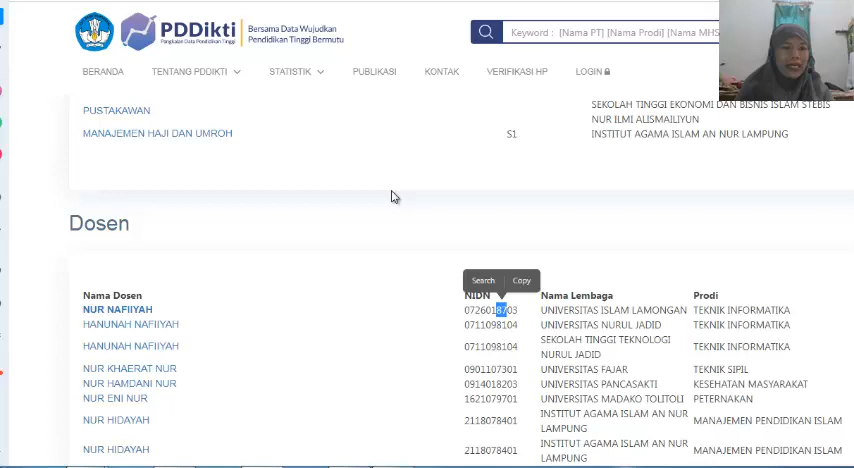 PDDikti
Pangkalan Data Pendidikan Tinggi
Bersama Data Wujudkan
Pendidikan Tinggi Bermutu
Keyword : [Nama PT] [Nama Prodi] [Nama MHS
BERANDA TENTANG PDDIKTI STATISTIK PUBLIKASI KONTAK VERIFIKASI HP LOGIN
SEKOLAH TINGGI EKONOMI DAN BISNIS ISLAM STEBIS
PUSTAKAWAN
NUR ILMI ALISMAILIYUN
MANAJEMEN HAJI DAN UMROH S1 INSTITUT AGAMA ISLAM AN NUR LAMPUNG
Dosen
Search Copy
Nama Dosen NIDN Nama Lembaga Prodi
NUR NAFIIYAH 0726018703 UNIVERSITAS ISLAM LAMONGAN TEKNIK INFORMATIKA
HANUNAH NAFIIYAH 0711098104 UNIVERSITAS NURUL JADID TEKNIK INFORMATIKA
HANUNAH NAFIIYAH 0711098104 SEKOLAH TINGGI TEKNOLOGI TEKNIK INFORMATIKA
NURUL JADID
NUR KHAERAT NUR 0901107301 UNIVERSITAS FAJAR TEKNIK SIPIL
NUR HAMDANI NUR 0914018203 UNIVERSITAS PANCASAKTI KESEHATAN MASYARAKAT
NUR ENI NUR 1621079701 UNIVERSITAS MADAKO TOLITOLI PETERNAKAN
NUR HIDAYAH 2118078401 INSTITUT AGAMA ISLAM AN NUR MANAJEMEN PENDIDIKAN ISLAM
LAMPUNG
NUR HIDAYAH 2118078401 INSTITUT AGAMA ISLAM AN NUR MANAJEMEN PENDIDIKAN ISLAM
LAMPUNG